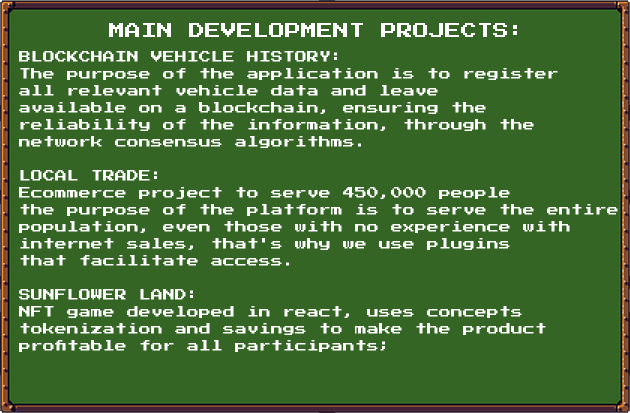 MAIN DEVELOPMENT PROJECTS:
BLOCKCHAIN VEHICLE HISTORY:
The purpose of the application is to register
all relevant vehicle data and leave
available on a blockchain, ensuring the
reliability of the information, through the
network consensus algorithms.
LOCAL TRADE:
Ecommerce project to serve 450,000 people
the purpose of the platform is to serve the entire
population, even those with no experience with
internet sales, that's why we use plugins
that facilitate access.
SUNFLOWER LAND:
NFT game developed in react, uses concepts
tokenization and savings to make the product
profitable for all participants;